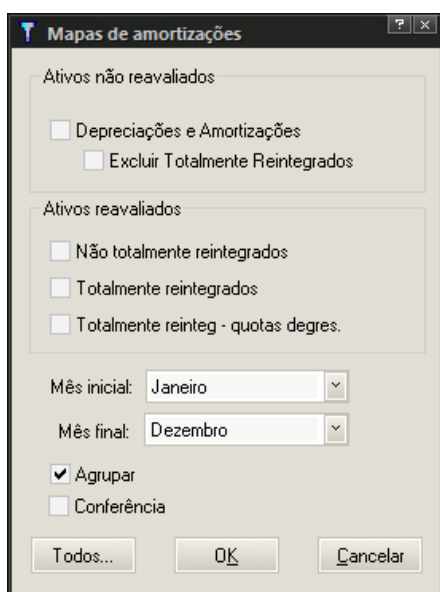 Mapas de amortizações
Ativos não reavaliados
Depreciações e Amortizações
Excluir Totalmente Reintegrados
Ativos reavaliados
Não totalmente reintegrados
Totalmente reintegrados
Totalmente reinteg - quotas degres.
Mês inicial: Janeiro
Mês final: Dezembro
Agrupar
Conferência
Todos... OK Cancelar